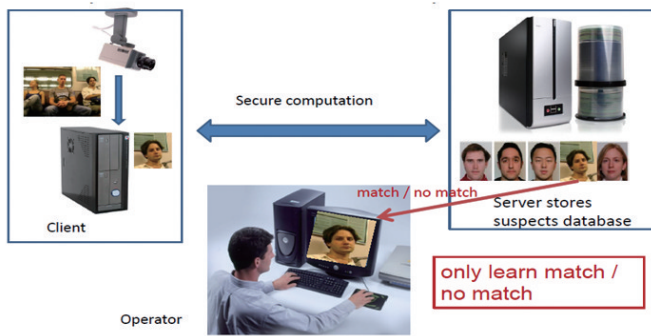 Secure computation
match / no match
Client
Server stores
suspects database
only learn match /
no match
Operator